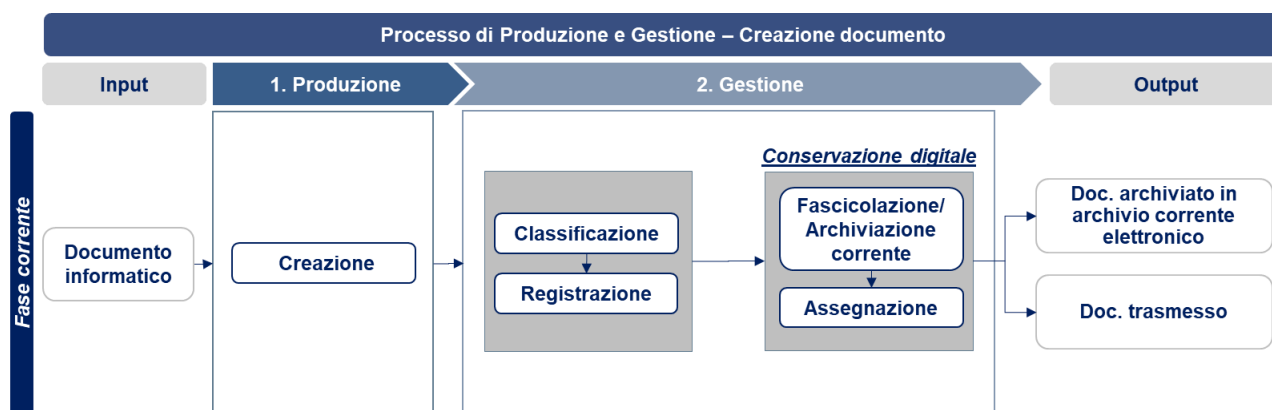 Processo di Produzione e Gestione – Creazione documento
Input
1. Produzione
2. Gestione
Output
Fase corrente
Documento
informatico
Creazione
Classificazione
Registrazione
Conservazione digitale
Fascicolazione/
Archiviazione
corrente
Assegnazione
Doc. archiviato in
archivio corrente
elettronico
Doc. trasmesso